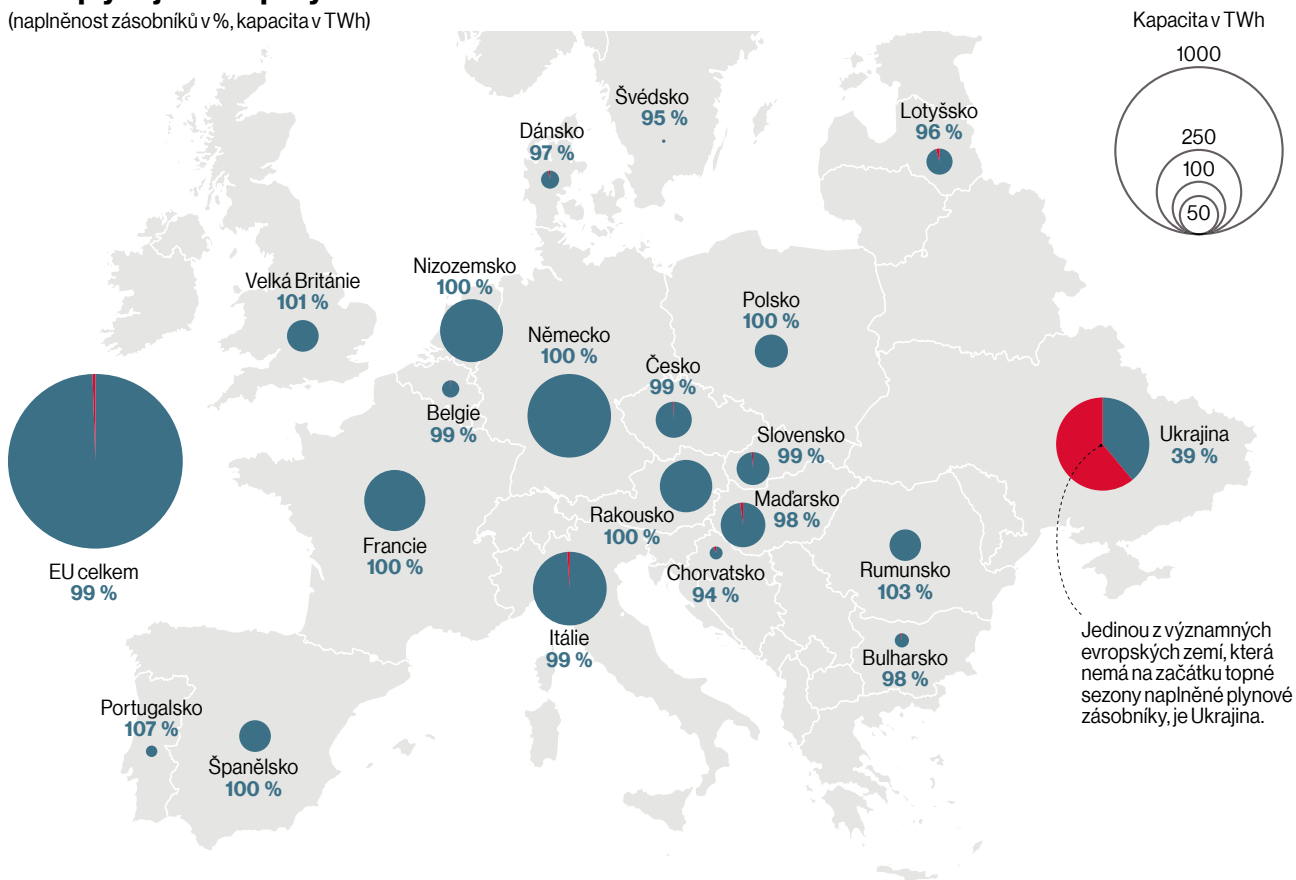 (naplněnost zásobníků v %, kapacita v TWh)
Kapacita v TWh
1000
250
100
50
Švédsko
95 %
Dánsko
97 %
Lotyšsko
96 %
Velká Británie
101 %
Nizozemsko
100 %
Německo
100 %
Polsko
100 %
Česko
99 %
Belgie
99 %
Slovensko
99 %
Ukrajina
39 %
Maďarsko
98 %
Rakousko
100 %
Francie
100 %
EU celkem
99 %
Chorvatsko
94 %
Rumunsko
103 %
Itálie
99 %
Bulharsko
98 %
Jedinou z významných
evropských zemí, která
nemá na začátku topné
sezony naplněné plynové
zásobníky, je Ukrajina.
Portugalsko
107 %
Španělsko
100 %